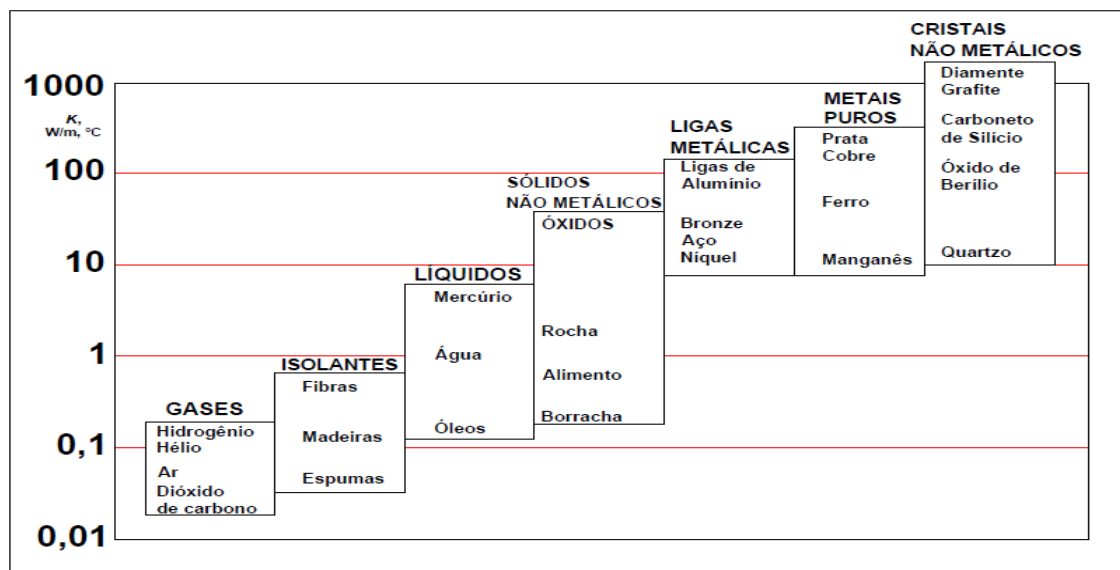 1000
K,
W/m, °C
100
10
1
0,1
0,01
GASES
Hidrogênio
Hélio
Ar
Dióxido
de carbono
ISOLANTES
Fibras
Madeiras
Espumas
LÍQUIDOS
Mercúrio
Água
Óleos
SÓLIDOS
NÃO METÁLICOS
ÓXIDOS
Rocha
Alimento
Borracha
LIGAS
METÁLICAS
Ligas de
Alumínio
Bronze
Aço
Níquel
METAIS
PUROS
Prata
Cobre
Ferro
Manganês
CRISTAIS
NÃO METÁLICOS
Diamente
Grafite
Carboneto
de Silício
Óxido de
Berílio
Quartzo